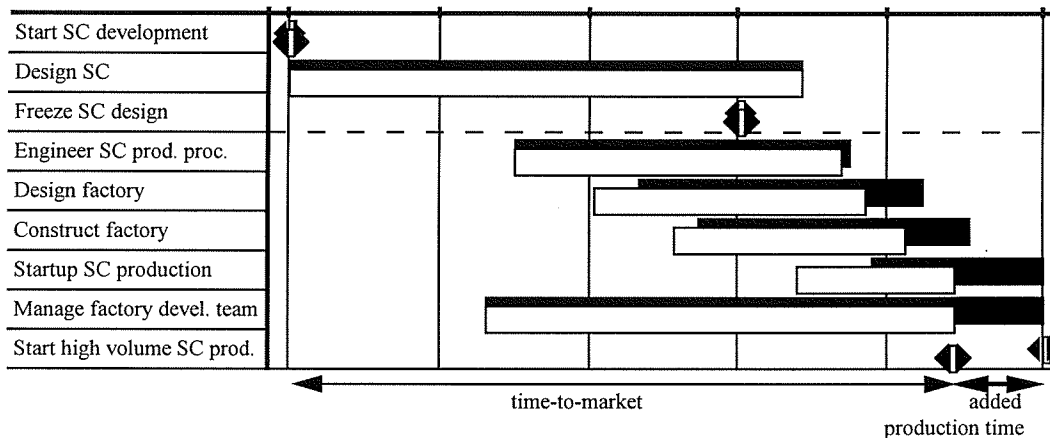 Start SC development
Design SC
Freeze SC design
Engineer SC prod. proc.
Design factory
Construct factory
Startup SC production
Manage factory devel. team
Start high volume SC prod.
time-to-market
added
production time